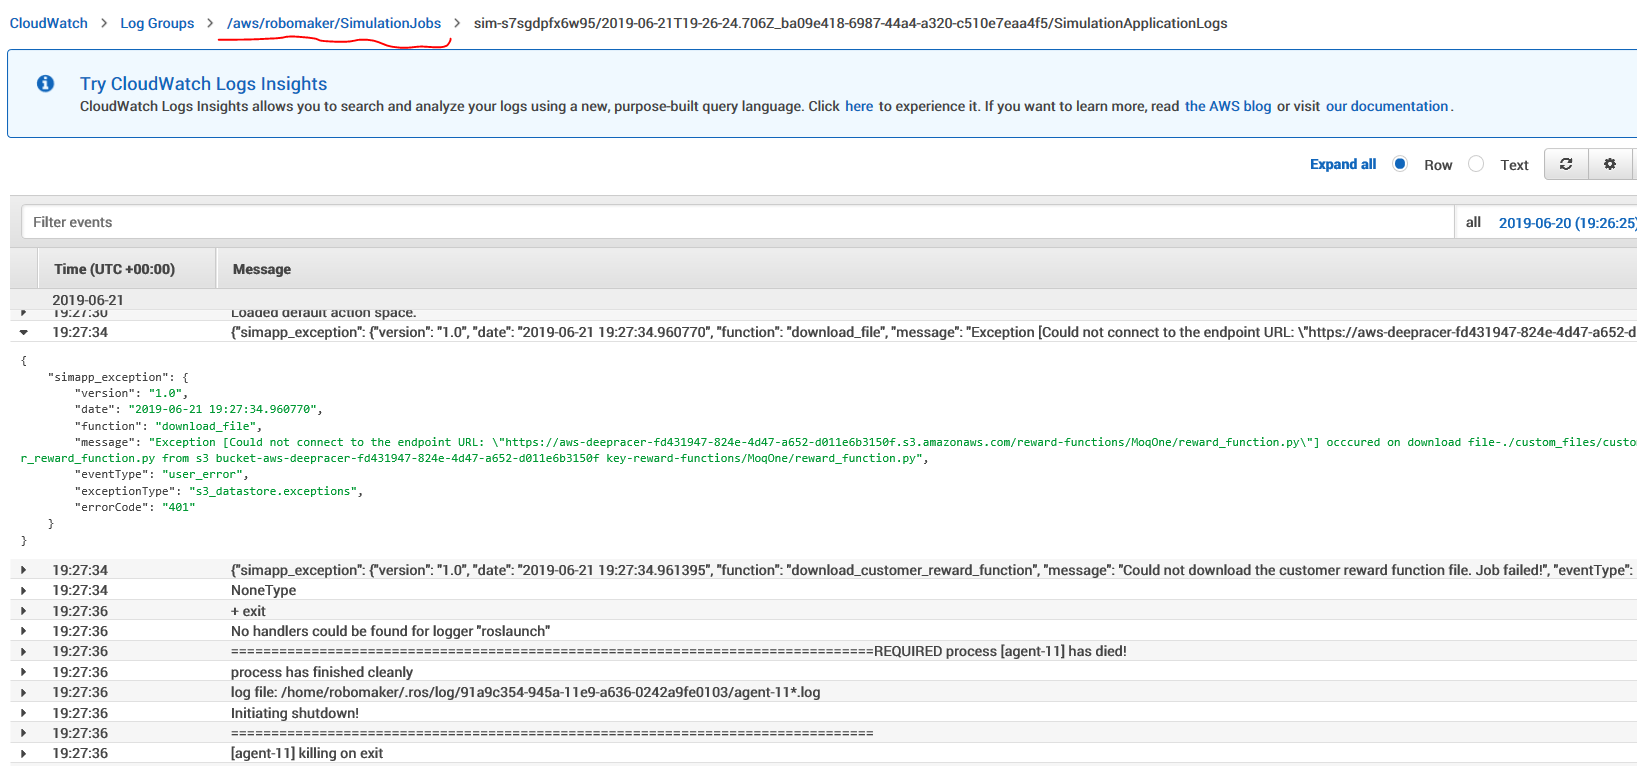 CloudWatch > Log Groups > /aws/robomaker/SimulationJobs > sim-s7sgdpfx6w95/2019-06-21T19-26-24.706Z_ba09e418-6987-44a4-a320-c510e7eaa4f5/SimulationApplicationLogs
Try CloudWatch Logs Insights
CloudWatch Logs Insights allows you to search and analyze your logs using a new, purpose-built query language. Click here to experience it. If you want to learn more, read the AWS blog or visit our documentation.
Expand all Row Text
Filter events all 2019-06-20 (19:26:25)
Time (UTC +00:00) Message
2019-06-21
19:27:30 Loaded default action space.
19:27:34 {"simapp_exception": {"version": "1.0", "date": "2019-06-21 19:27:34.960770", "function": "download_file", "message": "Exception [Could not connect to the endpoint URL: \"https://aws-deepracer-fd431947-824e-4d47-a652-d
{
"simapp_exception": {
"version": "1.0",
"date": "2019-06-21 19:27:34.960770",
"function": "download_file",
"message": "Exception [Could not connect to the endpoint URL: \"https://aws-deepracer-fd431947-824e-4d47-a652-d011e6b3150f.s3.amazonaws.com/reward-functions/MoqOne/reward_function.py\"] occcured on download file-./custom_files/custo
r_reward_function.py from s3 bucket-aws-deepracer-fd431947-824e-4d47-a652-d011e6b3150f key-reward-functions/MoqOne/reward_function.py",
"eventType": "user_error",
"exceptionType": "s3_datastore.exceptions",
"errorCode": "401"
}
}
19:27:34 {"simapp_exception": {"version": "1.0", "date": "2019-06-21 19:27:34.961395", "function": "download_customer_reward_function", "message": "Could not download the customer reward function file. Job failed!", "eventType":
19:27:34 NoneType
19:27:36 + exit
19:27:36 No handlers could be found for logger "roslaunch"
19:27:36 ================================================================================REQUIRED process [agent-11] has died!
19:27:36 process has finished cleanly
19:27:36 log file: /home/robomaker/.ros/log/91a9c354-945a-11e9-a636-0242a9fe0103/agent-11*.log
19:27:36 Initiating shutdown!
19:27:36 ================================================================================
19:27:36 [agent-11] killing on exit